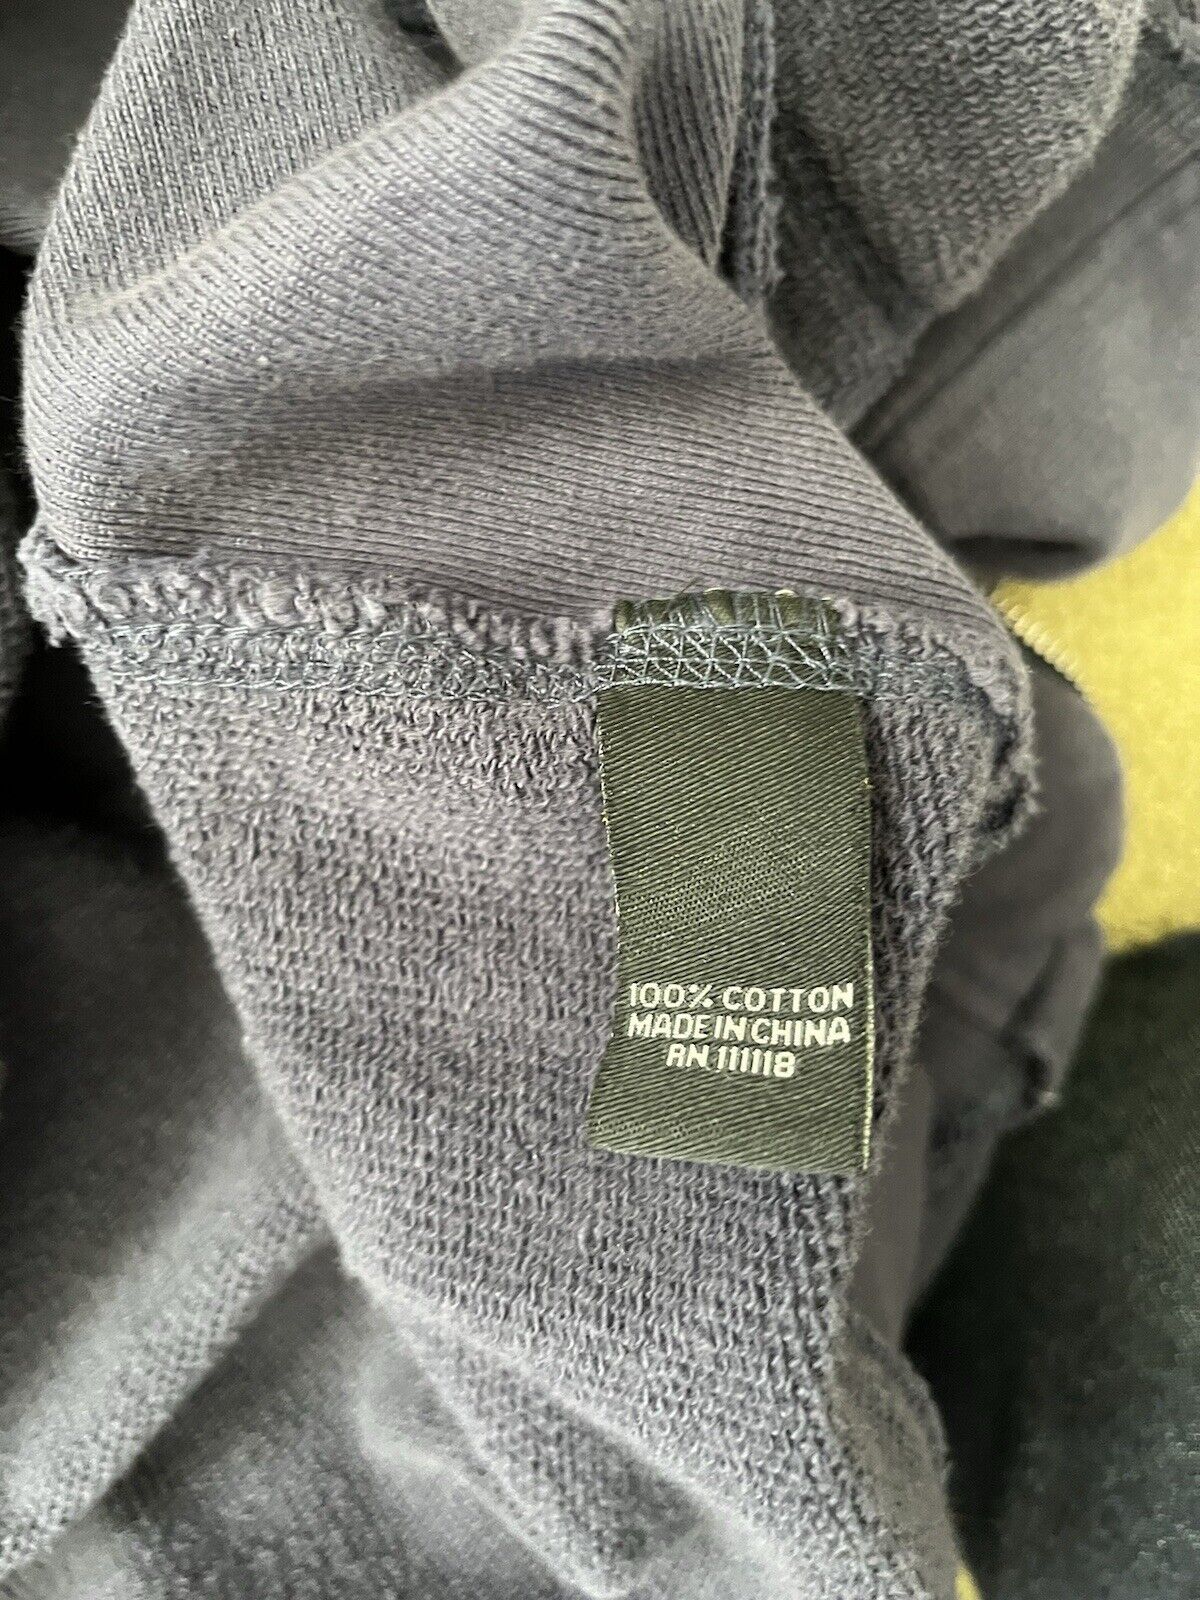 100% COTTON
MADE IN CHINA
RN 111118